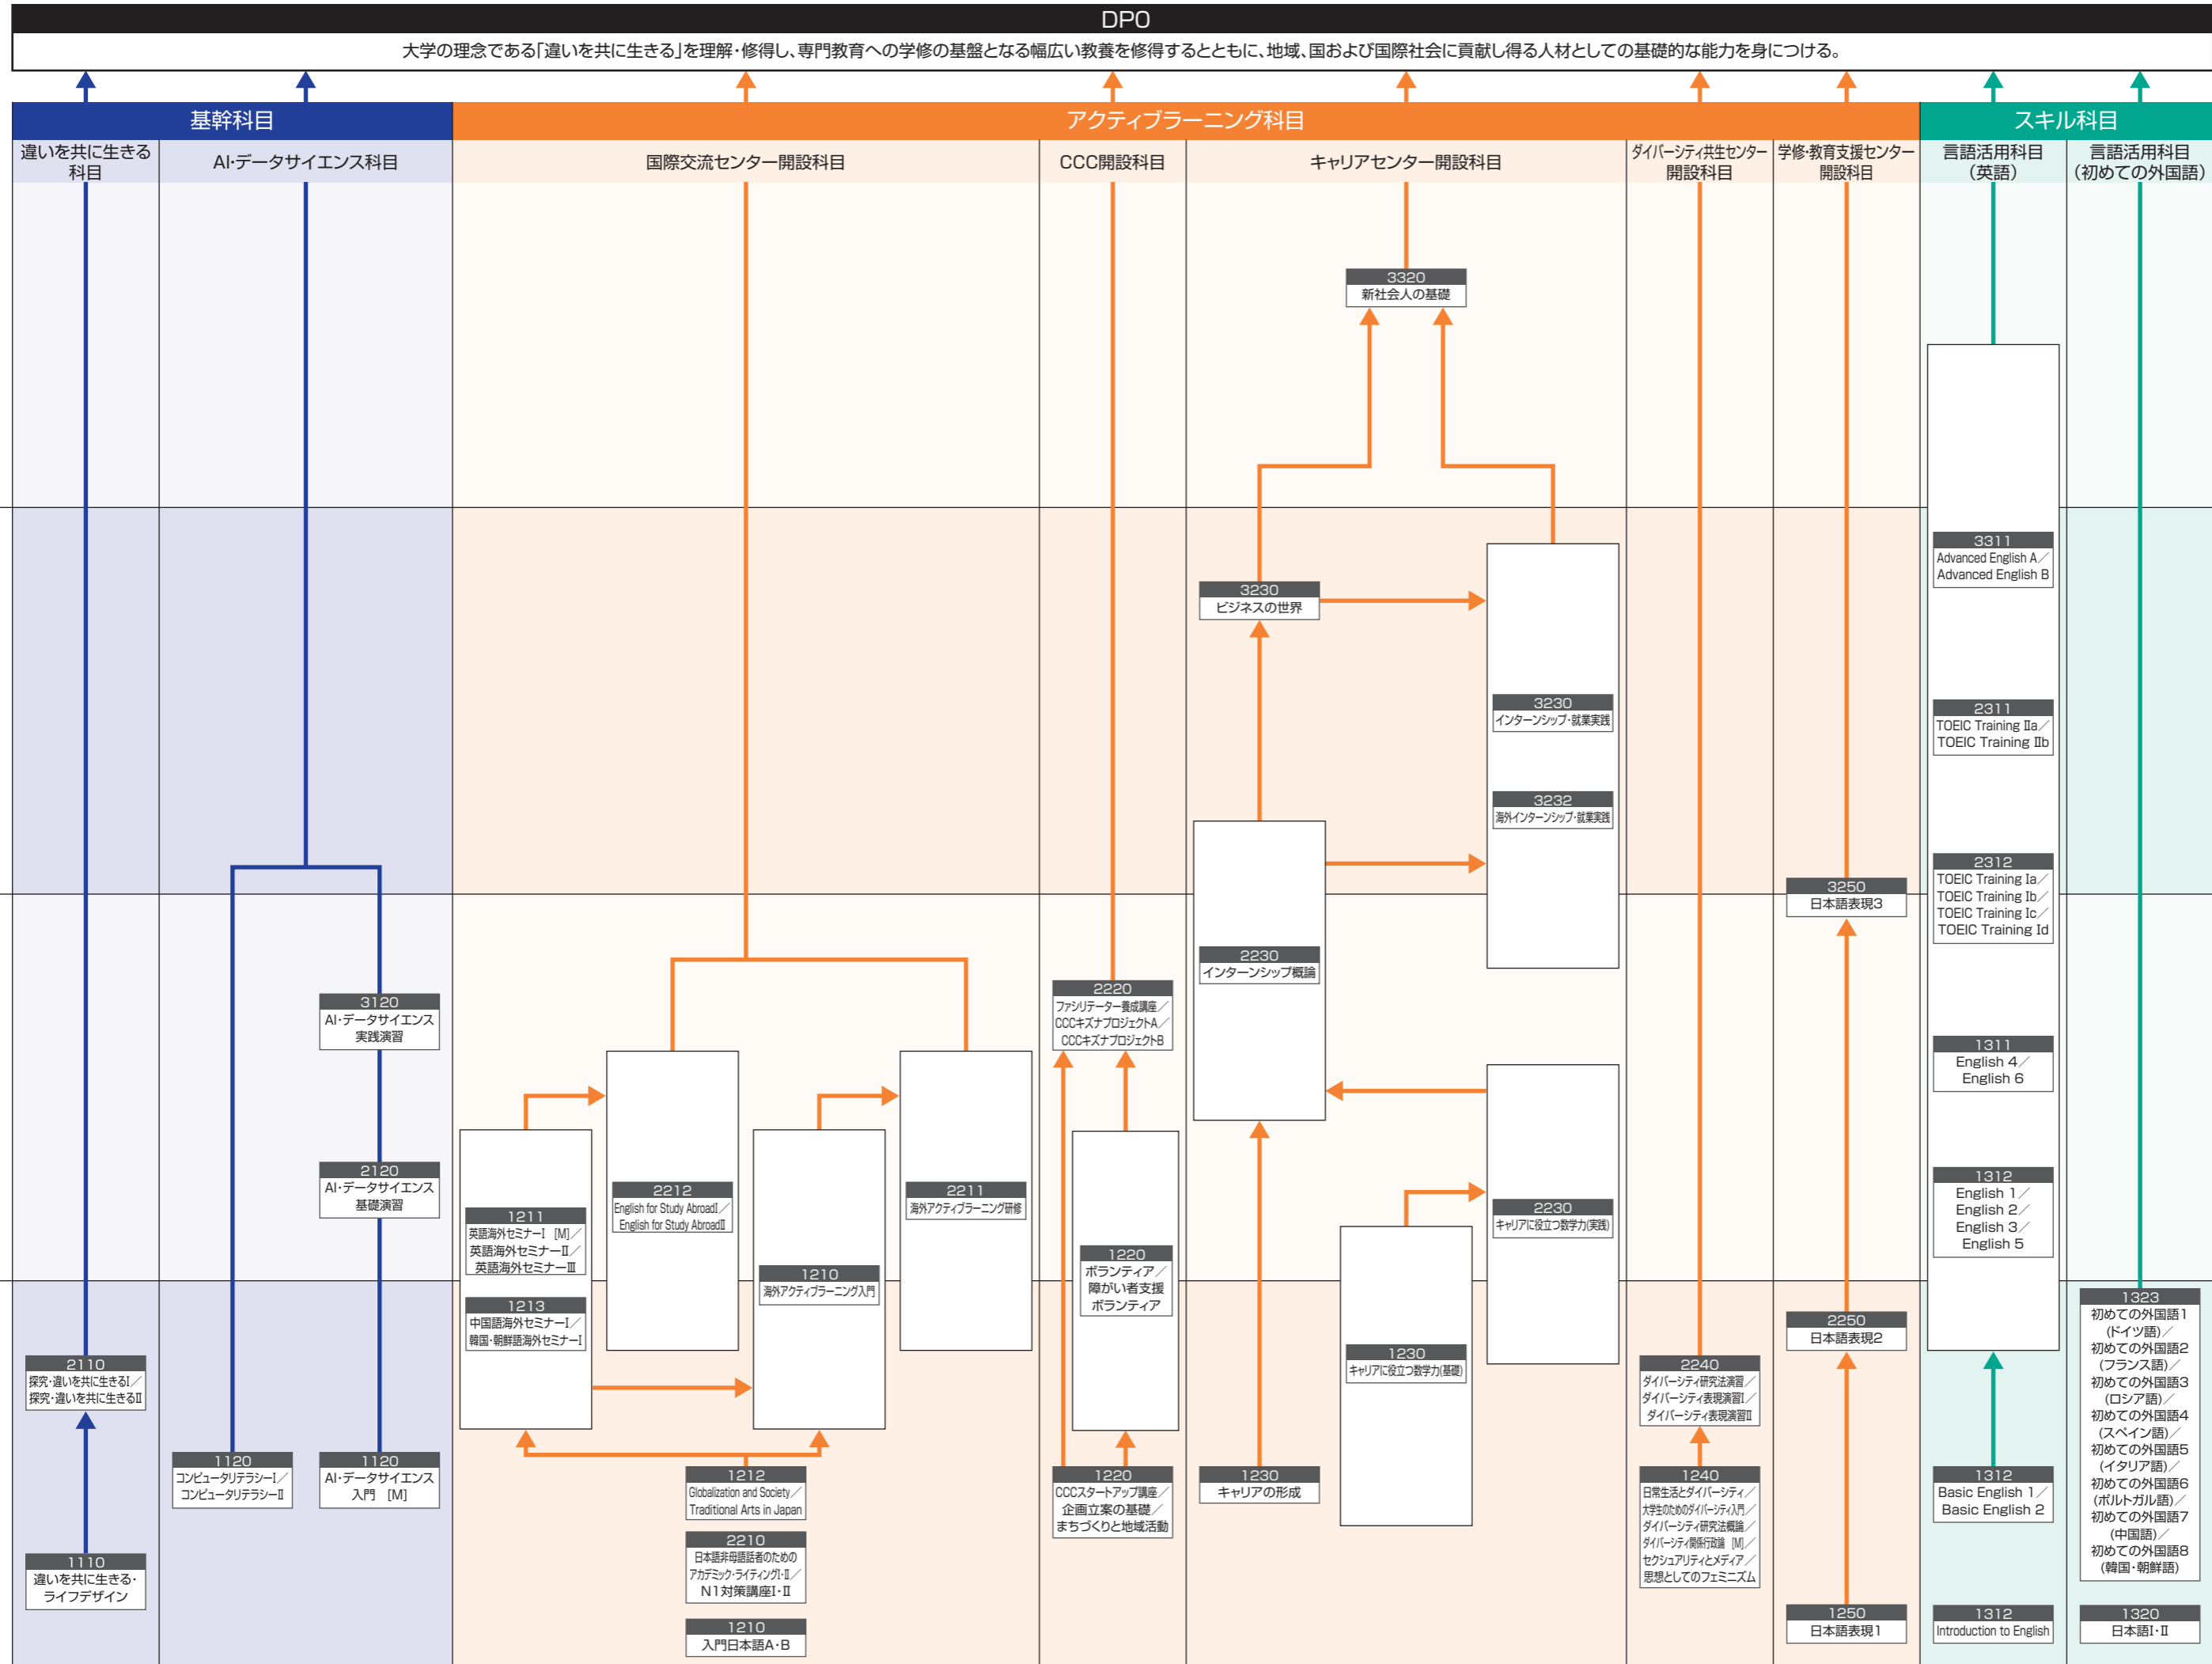 DP0
大学の理念である「違いを共に生きる」を理解・修得し、専門教育への学修の基盤となる幅広い教養を修得するとともに、地域、国および国際社会に貢献し得る人材としての基礎的な能力を身につける。
基幹科目
アクティブラーニング科目
スキル科目
違いを共に生きる
科目
AI・データサイエンス科目
国際交流センター開設科目
CCC開設科目
キャリアセンター開設科目
ダイバーシティ共生センター
開設科目
学修・教育支援センター
開設科目
言語活用科目
（英語）
言語活用科目
（初めての外国語）
2110
探究・違いを共に生きるⅠ／
探究・違いを共に生きるⅡ
1110
違いを共に生きる・
ライフデザイン
3120
AI・データサイエンス
実践演習
2120
AI・データサイエンス
基礎演習
1120
コンピュータリテラシーⅠ／
コンピュータリテラシーⅡ
1120
AI・データサイエンス
入門　[M]
1211
英語海外セミナーⅠ　[M]／
英語海外セミナーⅡ／
英語海外セミナーⅢ
1213
中国語海外セミナーⅠ／
韓国・朝鮮語海外セミナーⅠ
2212
English for Study AbroadⅠ／
English for Study AbroadⅡ
1210
海外アクティブラーニング入門
2211
海外アクティブラーニング研修
1212
Globalization and Society／
Traditional Arts in Japan
2210
日本語非母語話者のための
アカデミック・ライティングⅠ・Ⅱ／
N1対策講座Ⅰ・Ⅱ
1210
入門日本語A・B
2220
ファシリテーター養成講座／
CCCキズナプロジェクトA／
CCCキズナプロジェクトB
1220
ボランティア／
障がい者支援
ボランティア
1220
CCCスタートアップ講座／
企画立案の基礎／
まちづくりと地域活動
3320
新社会人の基礎
3230
ビジネスの世界
3230
インターンシップ・就業実践
3232
海外インターンシップ・就業実践
2230
インターンシップ概論
2230
キャリアに役立つ数学力(実践)
1230
キャリアに役立つ数学力(基礎)
1230
キャリアの形成
2240
ダイバーシティ研究法演習／
ダイバーシティ表現演習Ⅰ／
ダイバーシティ表現演習Ⅱ
1240
日常生活とダイバーシティ／
大学生のためのダイバーシティ入門／
ダイバーシティ研究法概論／
ダイバーシティ関係行政論　[M]／
セクシュアリティとメディア／
思想としてのフェミニズム
3250
日本語表現3
2250
日本語表現2
1250
日本語表現1
3311
Advanced English A／
Advanced English B
2311
TOEIC Training Ⅱa／
TOEIC Training Ⅱb
2312
TOEIC Training Ⅰa／
TOEIC Training Ⅰb／
TOEIC Training Ⅰc／
TOEIC Training Ⅰd
1311
English 4／
English 6
1312
English 1／
English 2／
English 3／
English 5
1312
Basic English 1／
Basic English 2
1312
Introduction to English
1323
初めての外国語1
(ドイツ語)／
初めての外国語2
(フランス語)／
初めての外国語3
(ロシア語)／
初めての外国語4
(スペイン語)／
初めての外国語5
(イタリア語)／
初めての外国語6
(ポルトガル語)／
初めての外国語7
(中国語)／
初めての外国語8
(韓国・朝鮮語)
1320
日本語Ⅰ・Ⅱ